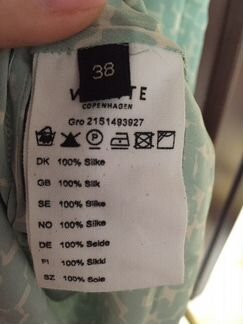 38
COPENHAGEN
Gro 2151493927
DK 100% Silke
GB 100% Silk
SE 100% Silke
NO 100% Silke
DE 100% Seide
FI 100% Silkki
SZ 100% Soie